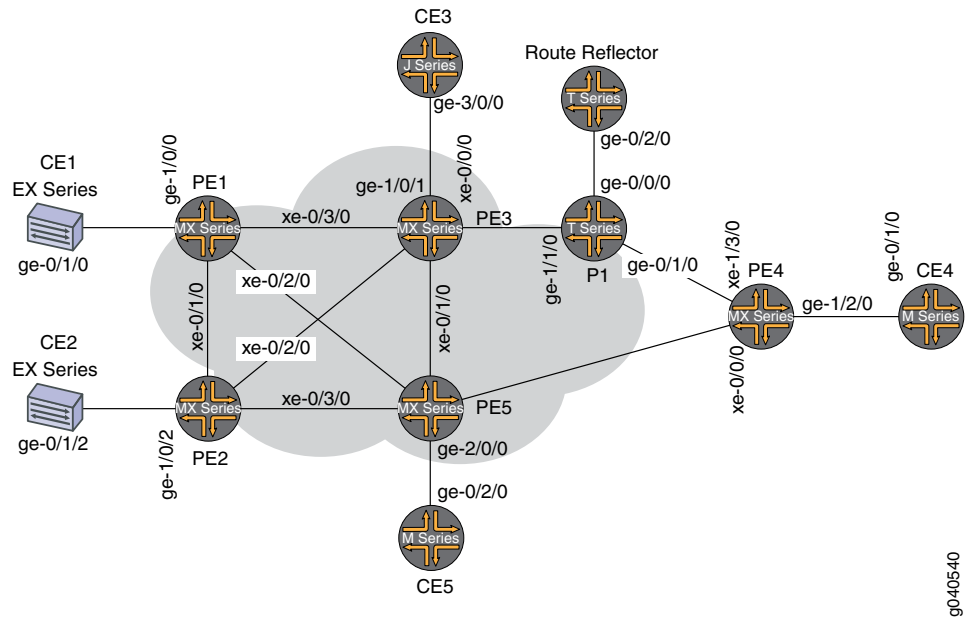 CE3
J Series
ge-3/0/0
Route Reflector
T Series
ge-0/2/0
CE1
EX Series
ge-0/1/0
ge-1/0/0
PE1
MX Series
xe-0/3/0
ge-1/0/1
xe-0/0/0
MX Series
PE3
ge-0/0/0
T Series
ge-1/1/0
P1
ge-0/1/0
xe-1/3/0
PE4
MX Series
xe-0/0/0
ge-1/2/0
ge-0/1/0
CE4
M Series
xe-0/1/0
xe-0/2/0
xe-0/2/0
xe-0/1/0
CE2
EX Series
ge-0/1/2
ge-1/0/2
MX Series
PE2
xe-0/3/0
MX Series
PE5
ge-2/0/0
ge-0/2/0
M Series
CE5
g040540